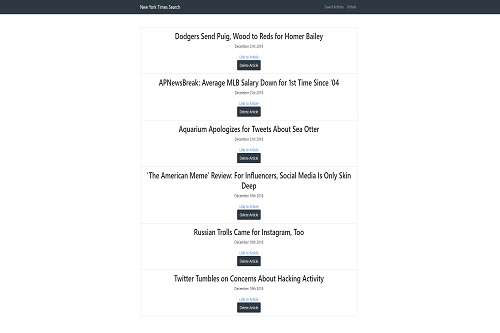 New York Times Search
Saved Articles Github
Dodgers Send Puig, Wood to Reds for Homer Bailey
December 21st 2018
Link to Article
Delete Article
APNewsBreak: Average MLB Salary Down for 1st Time Since '04
December 21st 2018
Link to Article
Delete Article
Aquarium Apologizes for Tweets About Sea Otter
December 21st 2018
Link to Article
Delete Article
'The American Meme' Review: For Influencers, Social Media Is Only Skin
Deep
December 18th 2018
Link to Article
Delete Article
Russian Trolls Came for Instagram, Too
December 18th 2018
Link to Article
Delete Article
Twitter Tumbles on Concerns About Hacking Activity
December 18th 2018
Link to Article
Delete Article